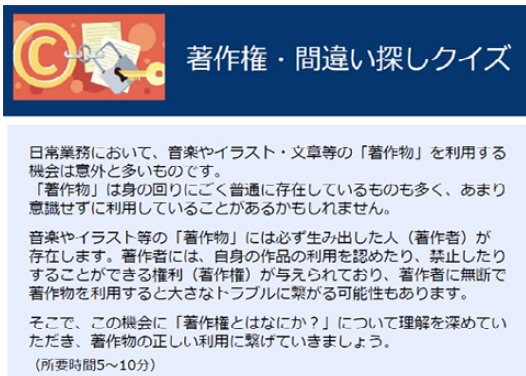 ©
著作権・間違い探しクイズ
日常業務において、音楽やイラスト・文章等の「著作物」を利用する
機会は意外と多いものです。
「著作物」は身の回りにごく普通に存在しているものも多く、あまり
意識せずに利用していることがあるかもしれません。
音楽やイラスト等の「著作物」には必ず生み出した人（著作者）が
存在します。著作者には、自身の作品の利用を認めたり、禁止したり
することができる権利（著作権）が与えられており、著作者に無断で
著作物を利用すると大きなトラブルに繋がる可能性もあります。
そこで、この機会に「著作権とはなにか？」について理解を深めてい
ただき、著作物の正しい利用に繋げていきましょう。
（所要時間5～10分）